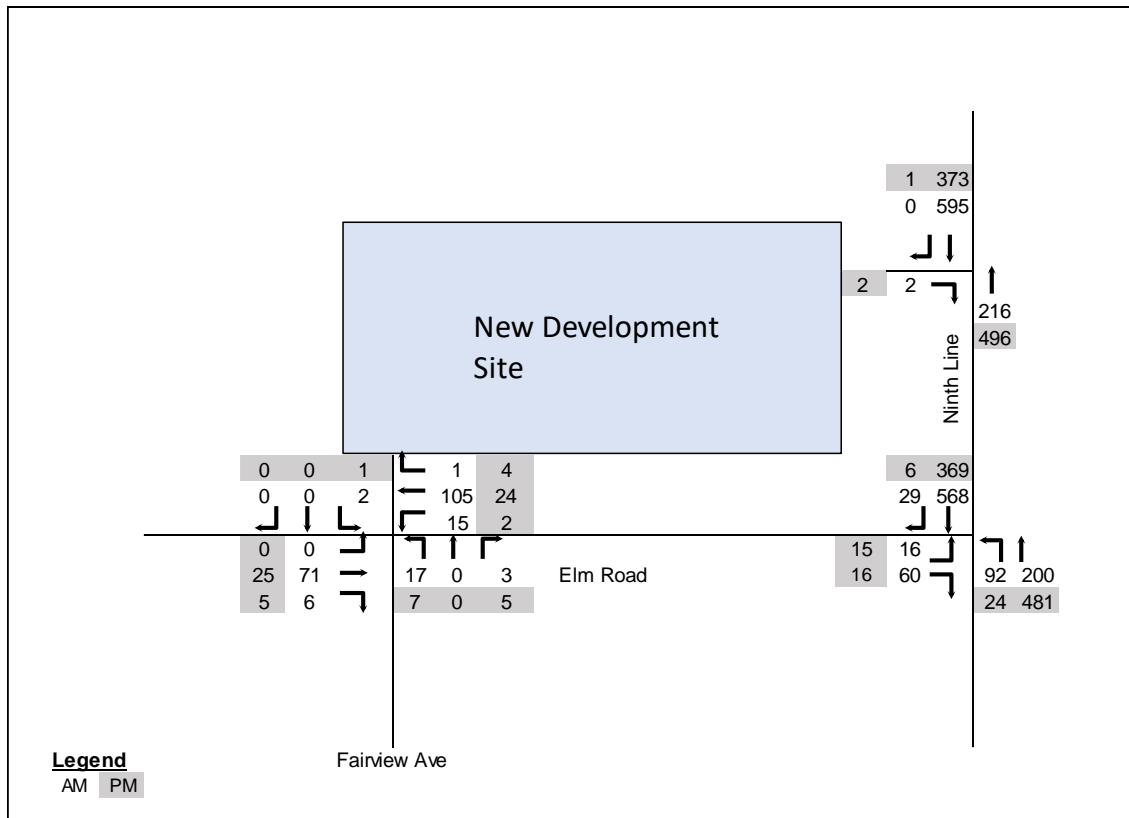 1 373
0 595
2 2
216
496
New Development
Site
Ninth Line
0 0 1 1 4
0 0 2 105 24
15 2
6 369
29 568
0 0
25 71 17 0 3
5 6 7 0 5
Elm Road
15 16
16 60
92 200
24 481
Legend
AM PM
Fairview Ave